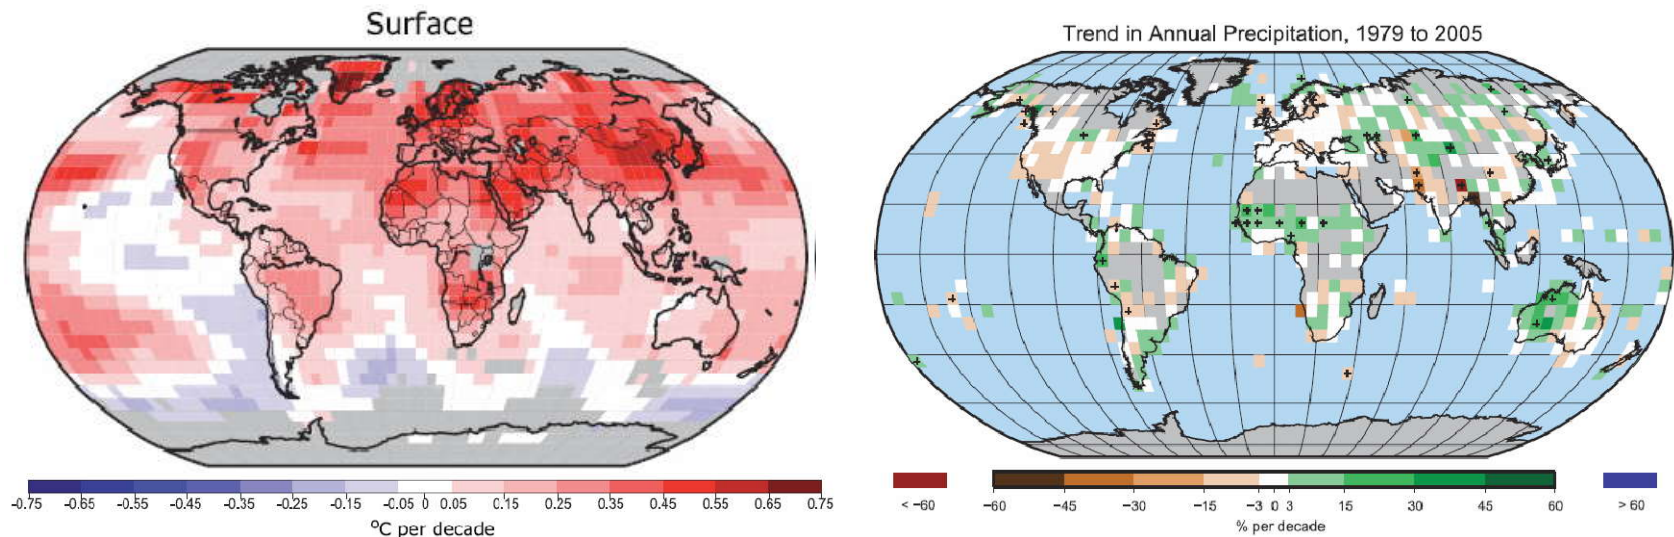 Surface
-0.75 -0.65 -0.55 -0.45 -0.35 -0.25 -0.15 -0.05 0 0.05 0.15 0.25 0.35 0.45 0.55 0.65 0.75
°C per decade
Trend in Annual Precipitation, 1979 to 2005
< -60
-60 -45 -30 -15 -3 0 3 15 30 45 60
> 60
% per decade